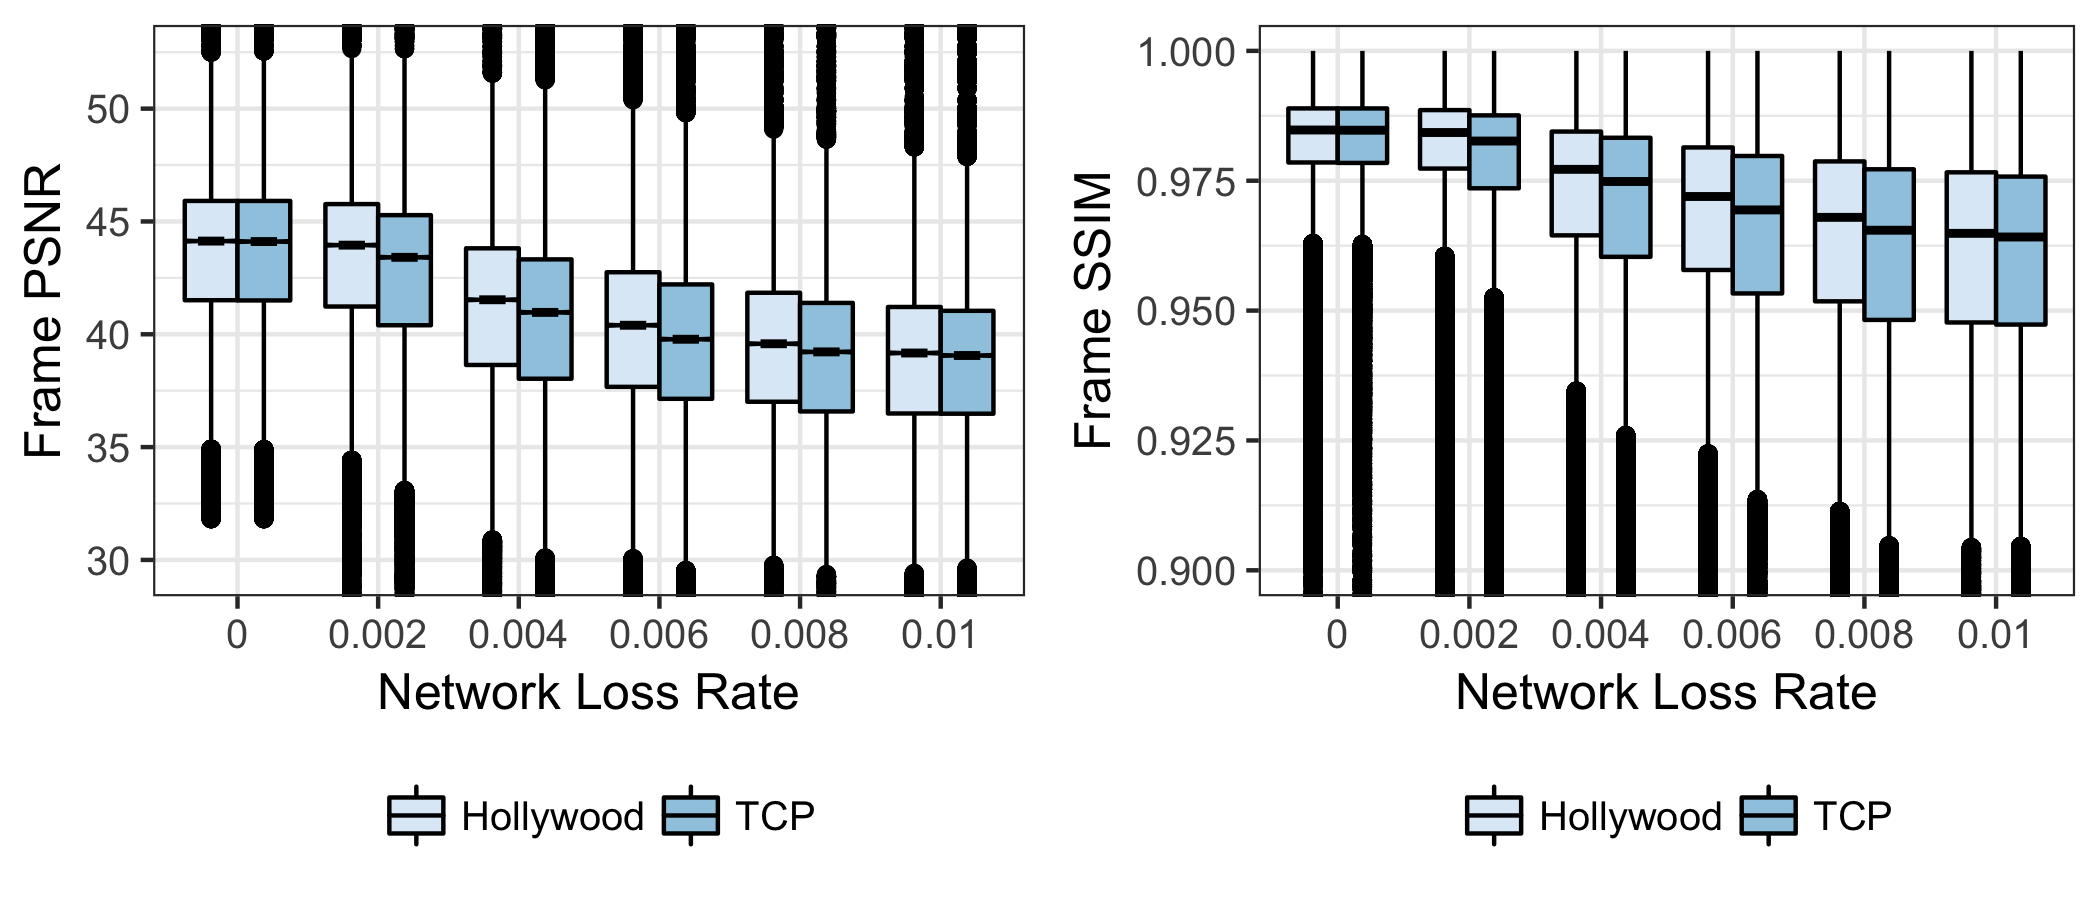 Frame PSNR
50
45
40
35
30
0 0.002 0.004 0.006 0.008 0.01
Network Loss Rate
Hollywood TCP
Frame SSIM
1.000
0.975
0.950
0.925
0.900
0 0.002 0.004 0.006 0.008 0.01
Network Loss Rate
Hollywood TCP